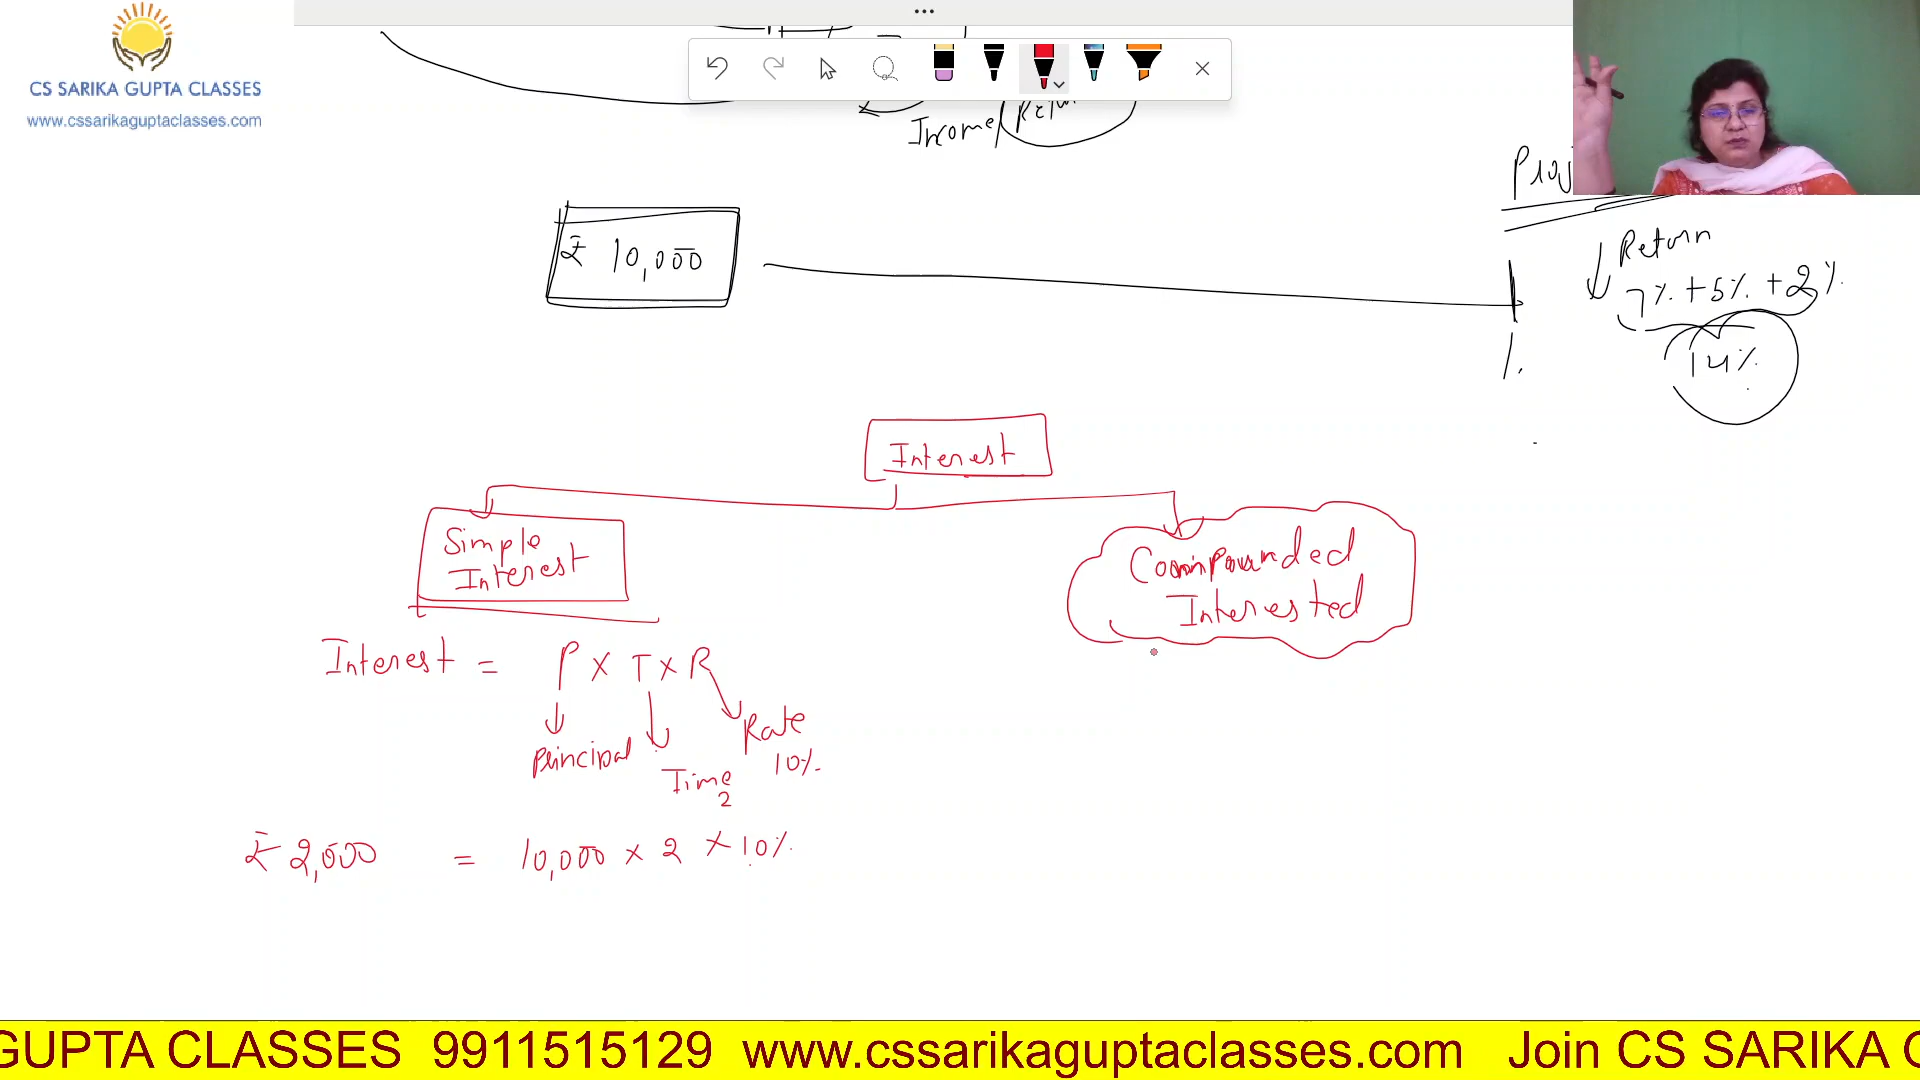 CS SARIKA GUPTA CLASSES
www.cssarikaguptaclasses.com
Income/Return
₹ 10,000
Return
7% + 5% + 2%
14%
%
Interest
Simple
Interest
Compounded
Interested
Interest = P × T × R
Principal
Time
2
Rate
10%
₹ 2,000 = 10,000 × 2 × 10%
GUPTA CLASSES 9911515129 www.cssarikaguptaclasses.com Join CS SARIKA